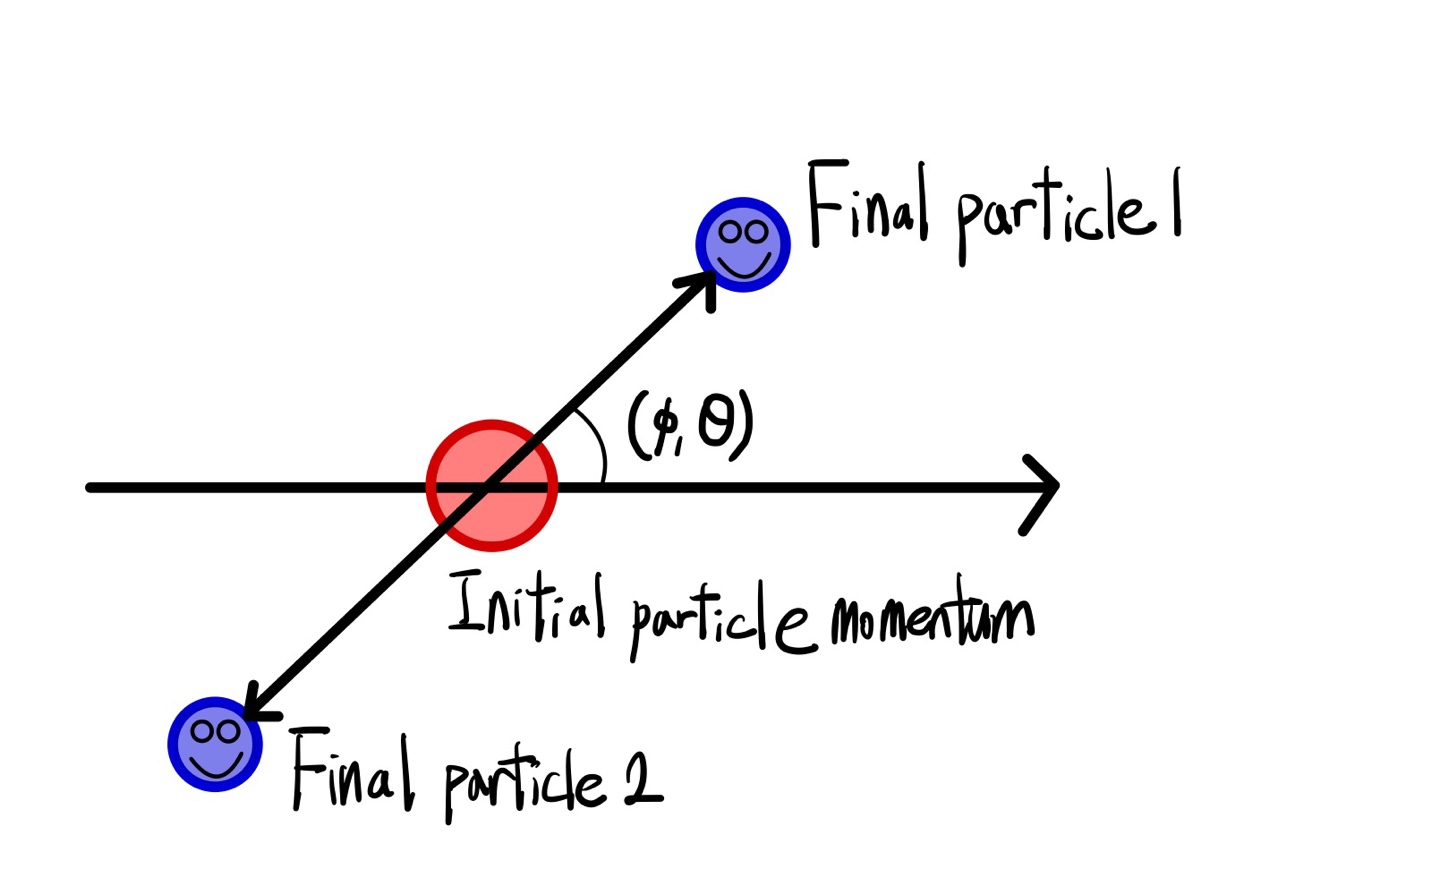 Final particle 1
(ϕ, θ)
Initial particle momentum
Final particle 2